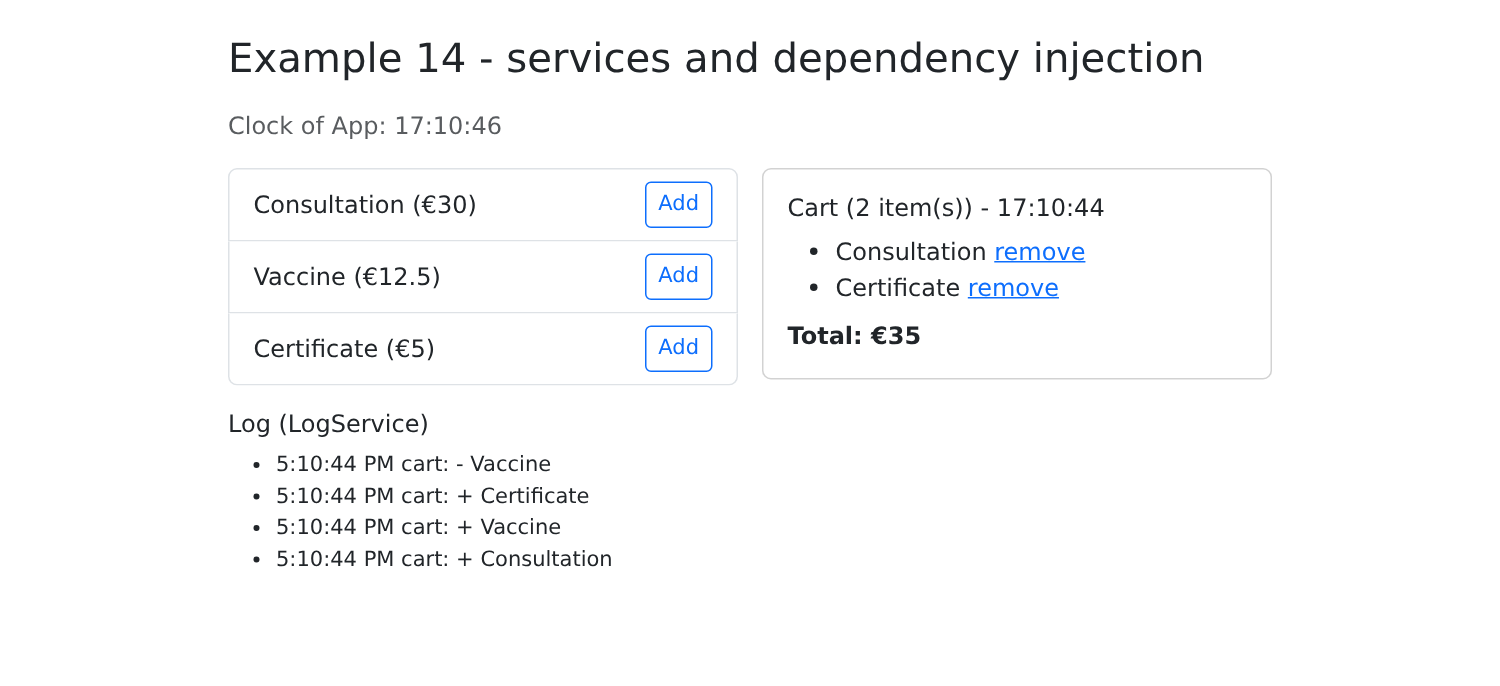 Example 14 - services and dependency injection
Clock of App: 17:10:46
Consultation (€30) Add
Vaccine (€12.5) Add
Certificate (€5) Add
Cart (2 item(s)) - 17:10:44
• Consultation remove
• Certificate remove
Total: €35
Log (LogService)
• 5:10:44 PM cart: - Vaccine
• 5:10:44 PM cart: + Certificate
• 5:10:44 PM cart: + Vaccine
• 5:10:44 PM cart: + Consultation